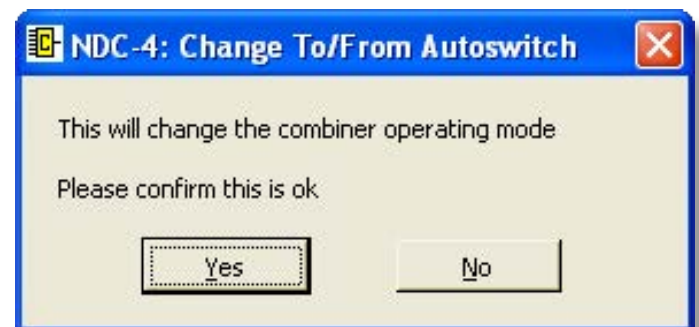 NDC-4: Change To/From Autoswitch
This will change the combiner operating mode
Please confirm this is ok
Yes
No